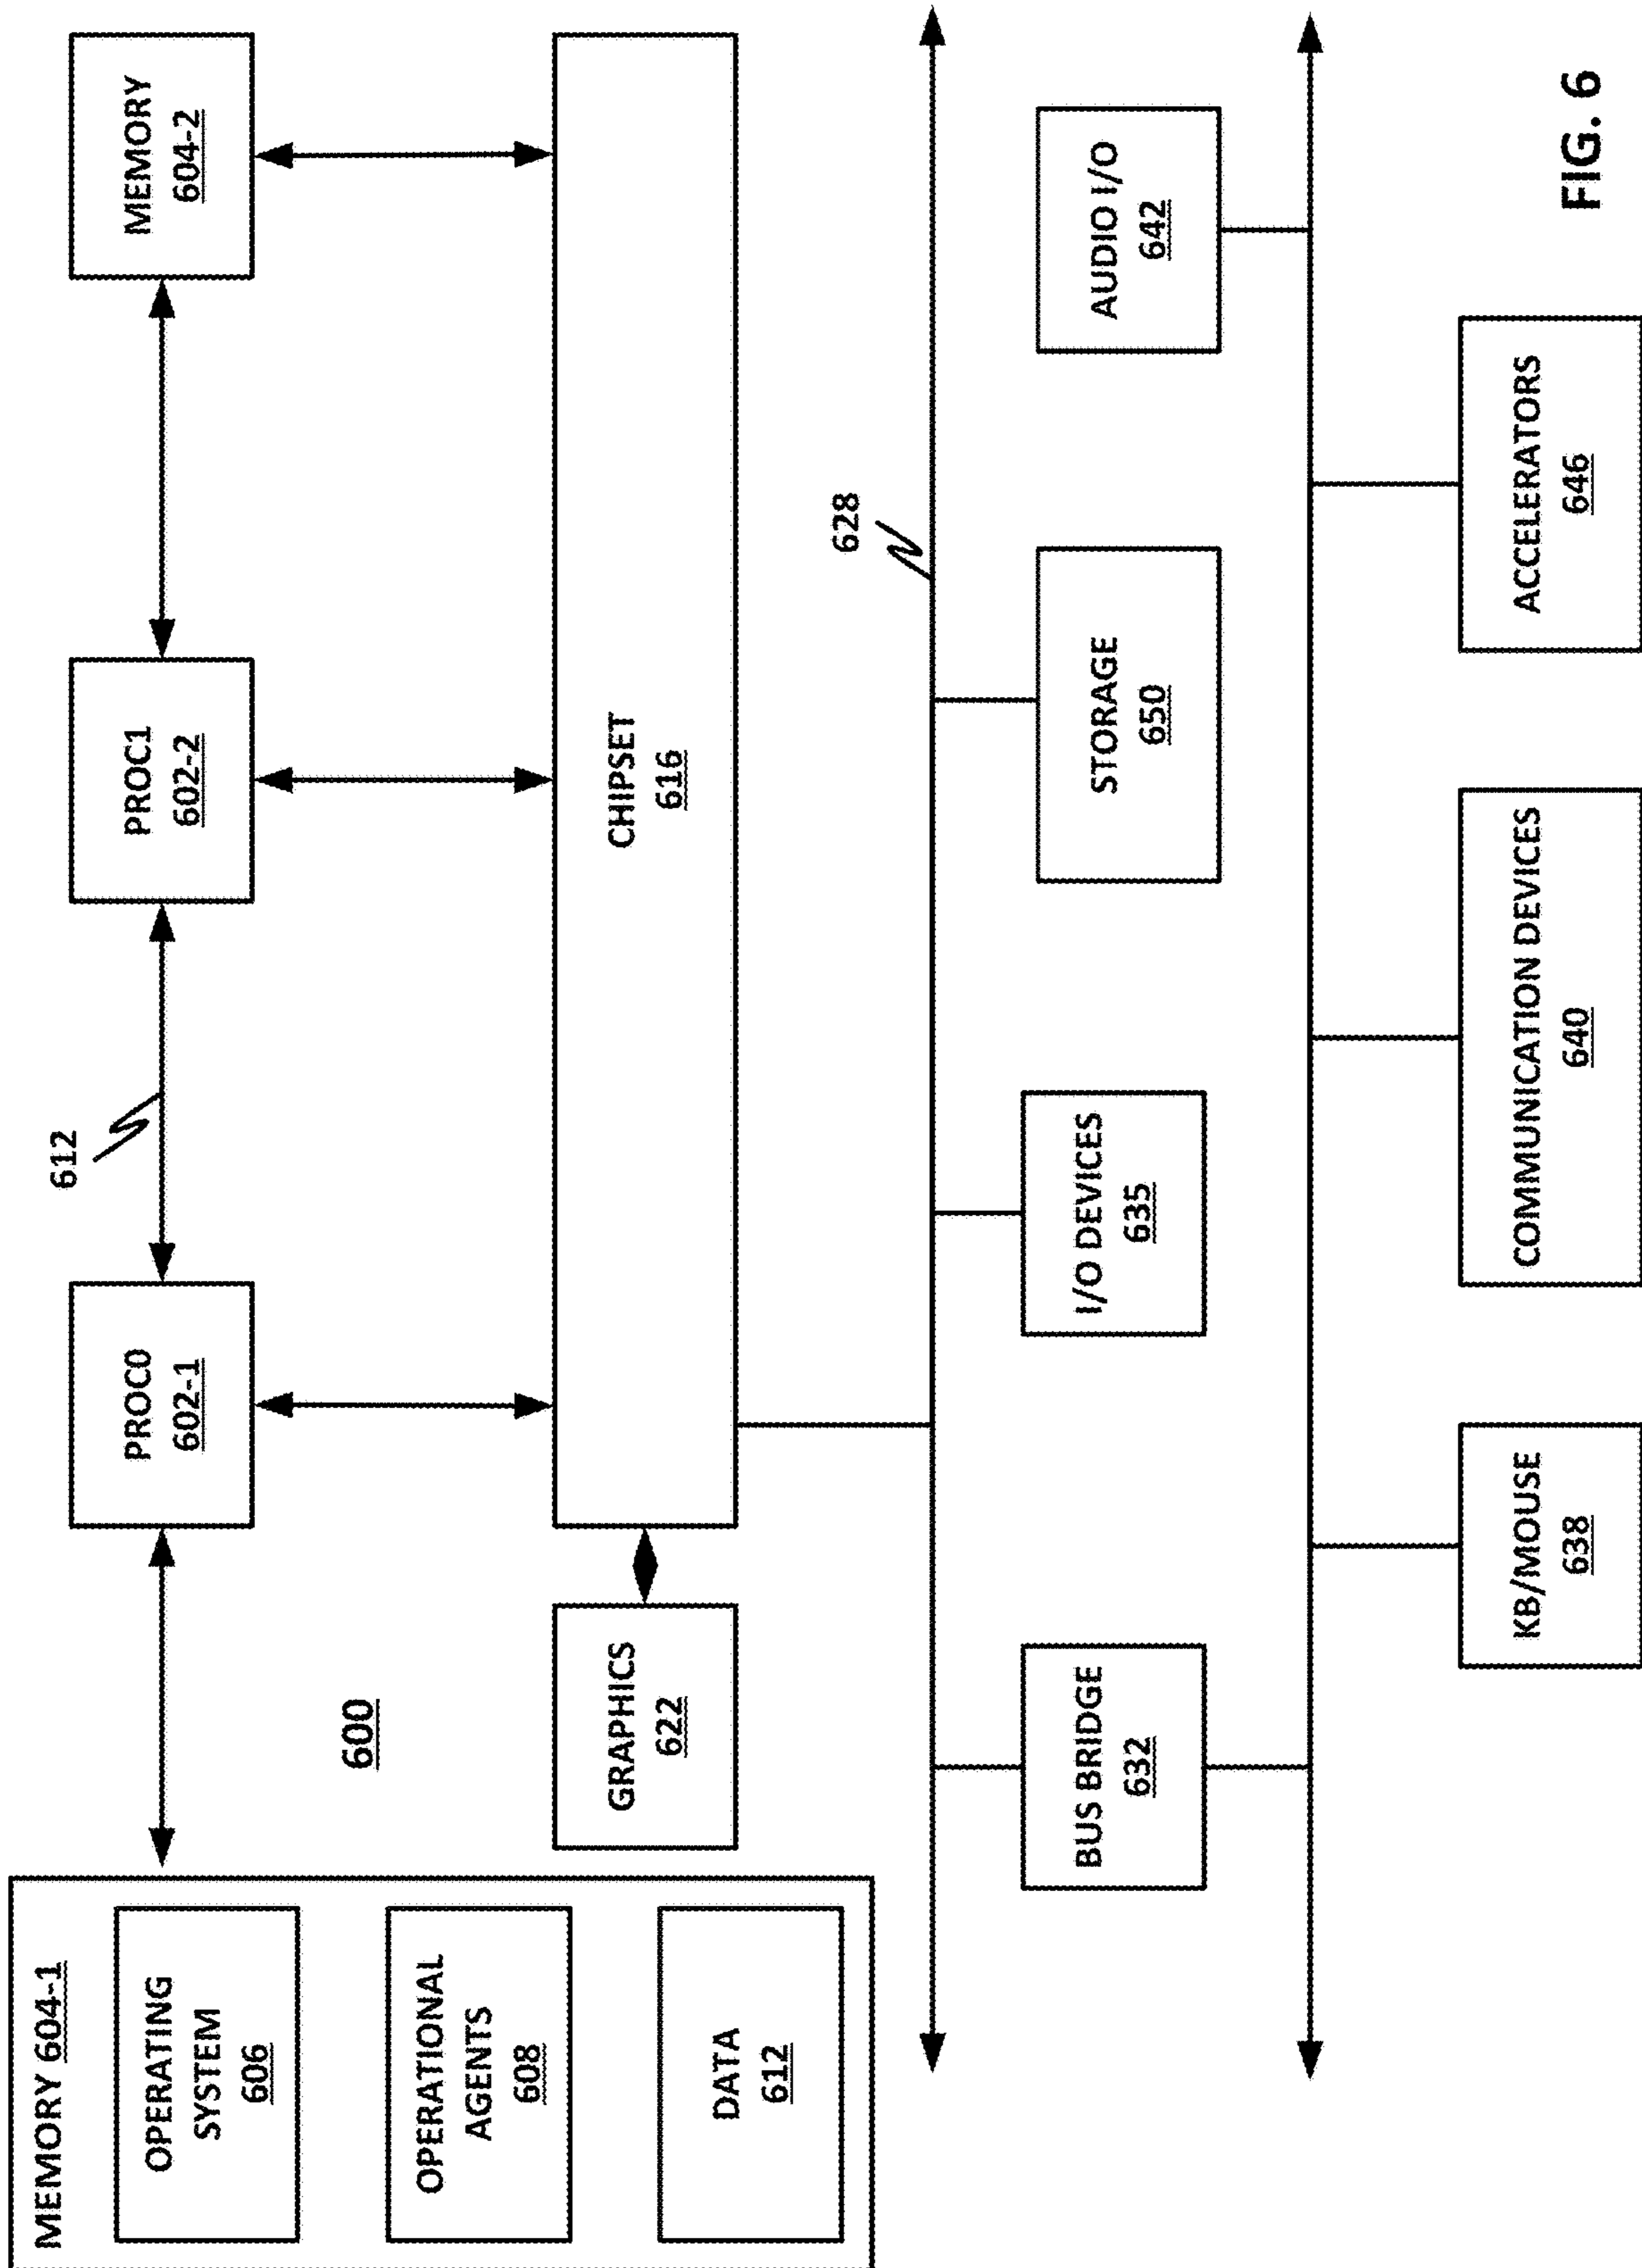 MEMORY 604-1
OPERATING
SYSTEM
606
OPERATIONAL
AGENTS
608
DATA
612
600
PROC0
602-1
612
PROC1
602-2
MEMORY
604-2
GRAPHICS
622
CHIPSET
616
628
BUS BRIDGE
632
I/O DEVICES
635
STORAGE
650
AUDIO I/O
642
KB/MOUSE
638
COMMUNICATION DEVICES
640
ACCELERATORS
646
FIG. 6